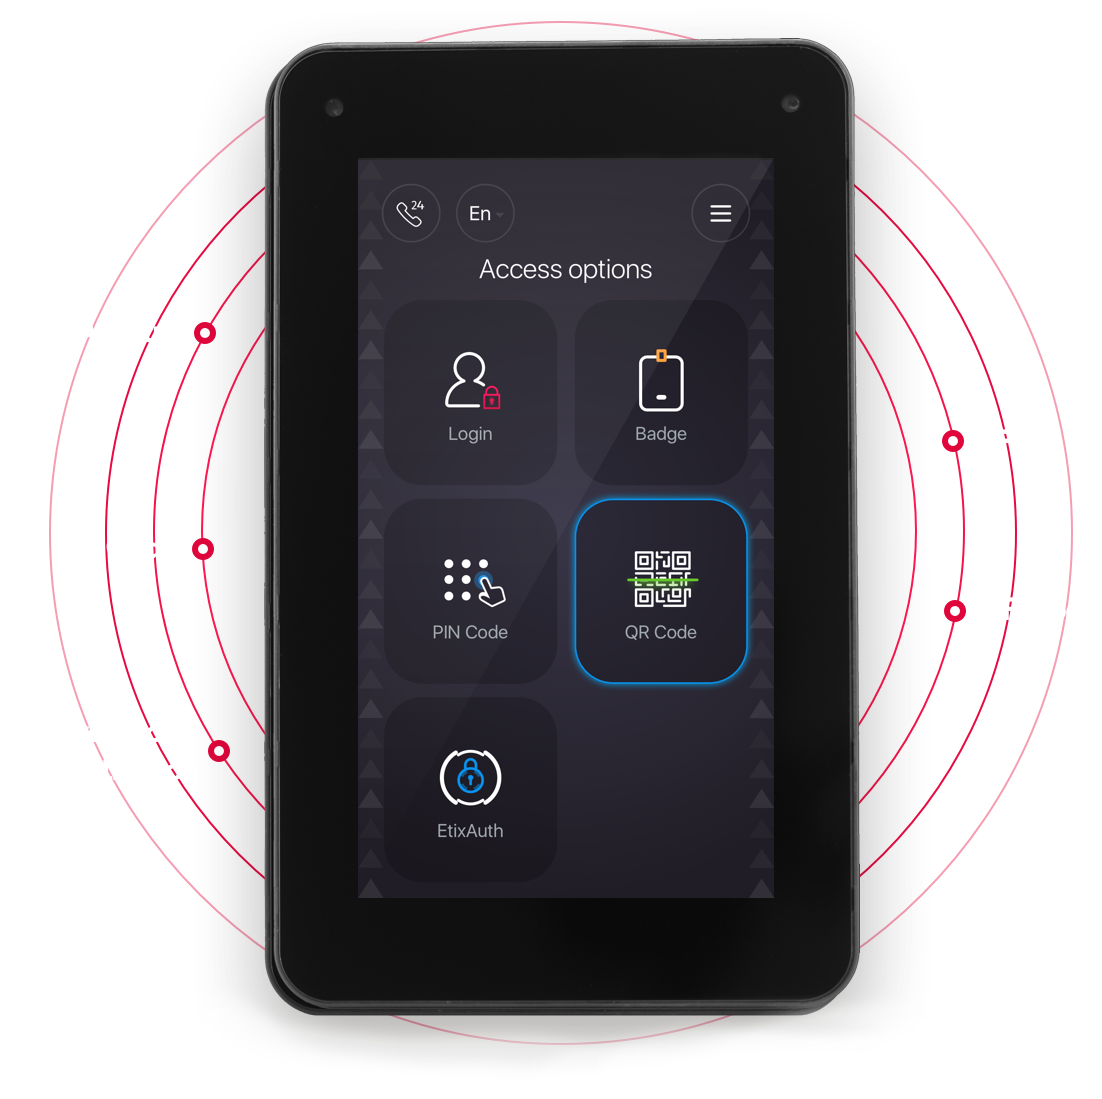 24
En
Access options
Login
Badge
PIN Code
QR Code
EtixAuth